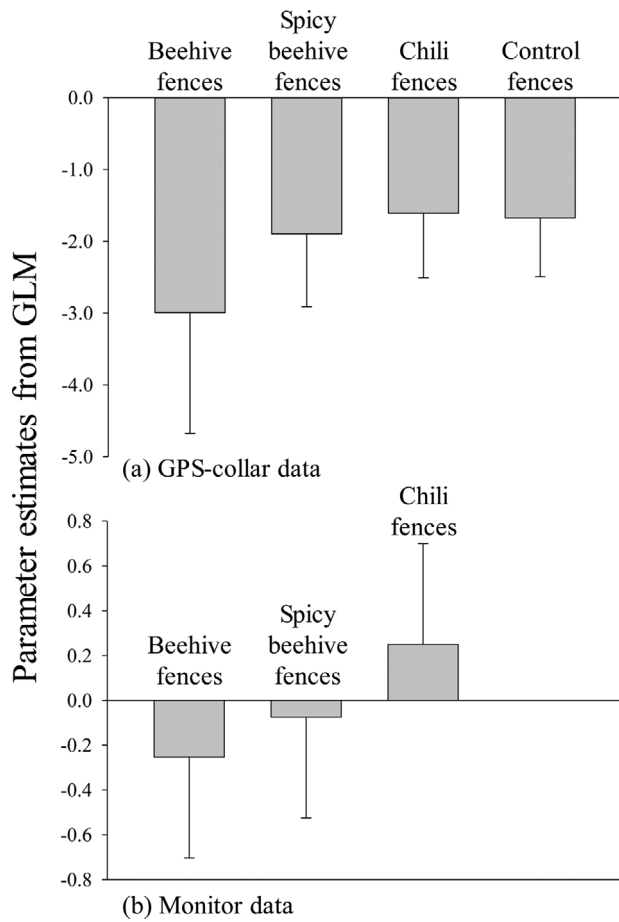 Parameter estimates from GLM
Beehive
fences
Spicy
beehive
fences
Chili
fences
Control
fences
0.0
-1.0
-2.0
-3.0
-4.0
-5.0
(a) GPS-collar data
Chili
fences
Spicy
beehive
fences
Beehive
fences
0.8
0.6
0.4
0.2
0.0
-0.2
-0.4
-0.6
-0.8
(b) Monitor data